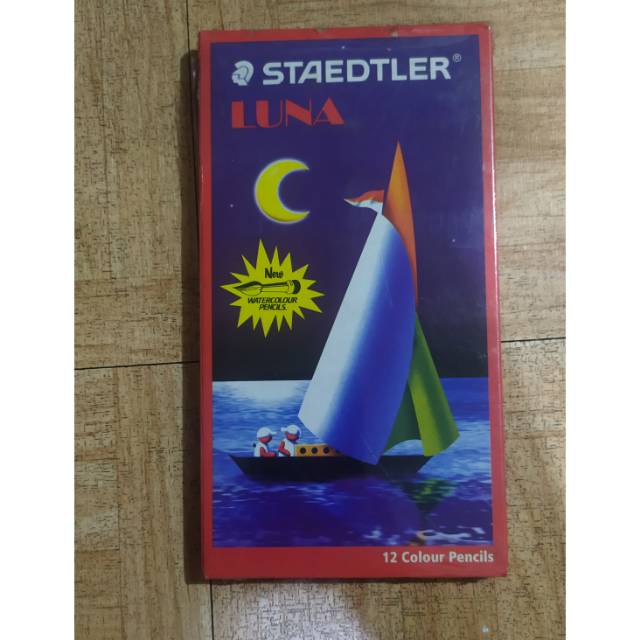 STAEDTLER®
LUNA
New
WATERCOLOUR
PENCILS.
12 Colour Pencils